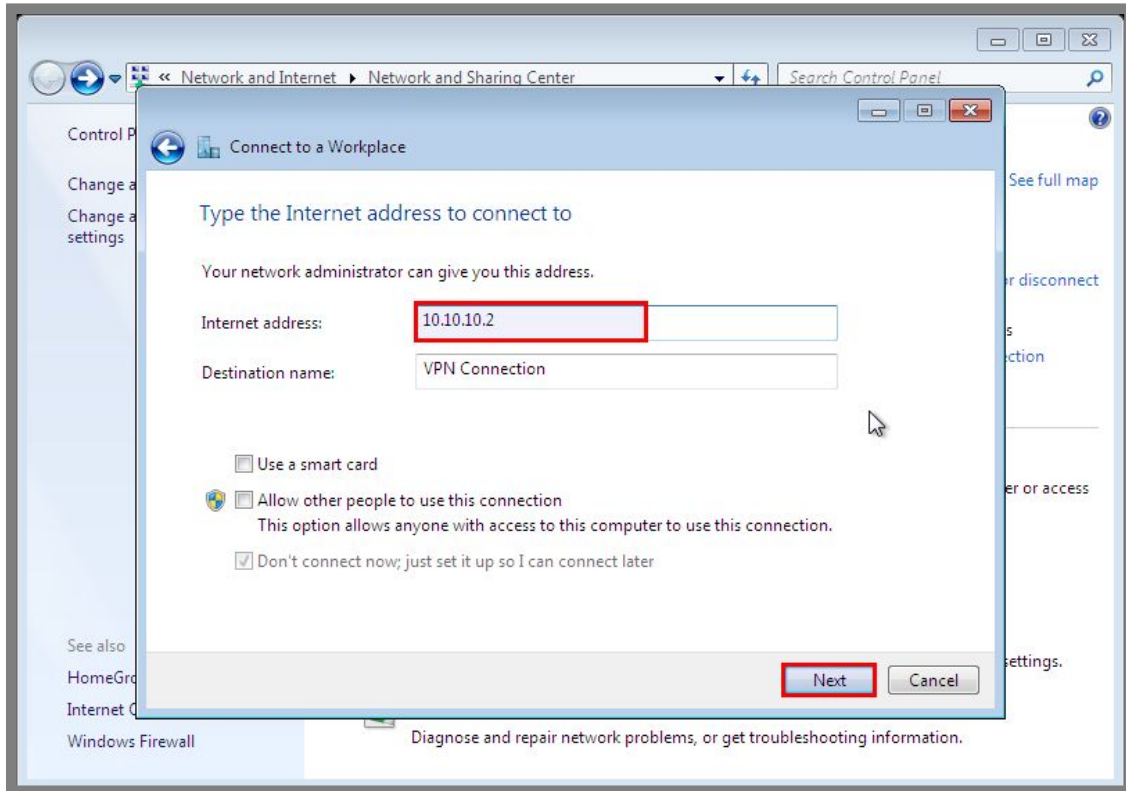 « Network and Internet ▸ Network and Sharing Center
Search Control Panel
Control P
Connect to a Workplace
Change a
Change a
settings
See full map
Type the Internet address to connect to
Your network administrator can give you this address.
Internet address:
10.10.10.2
Destination name:
VPN Connection
r disconnect
s
ction
Use a smart card
Allow other people to use this connection
This option allows anyone with access to this computer to use this connection.
Don't connect now; just set it up so I can connect later
er or access
See also
HomeGro
Internet O
Windows Firewall
settings.
Next
Cancel
Diagnose and repair network problems, or get troubleshooting information.